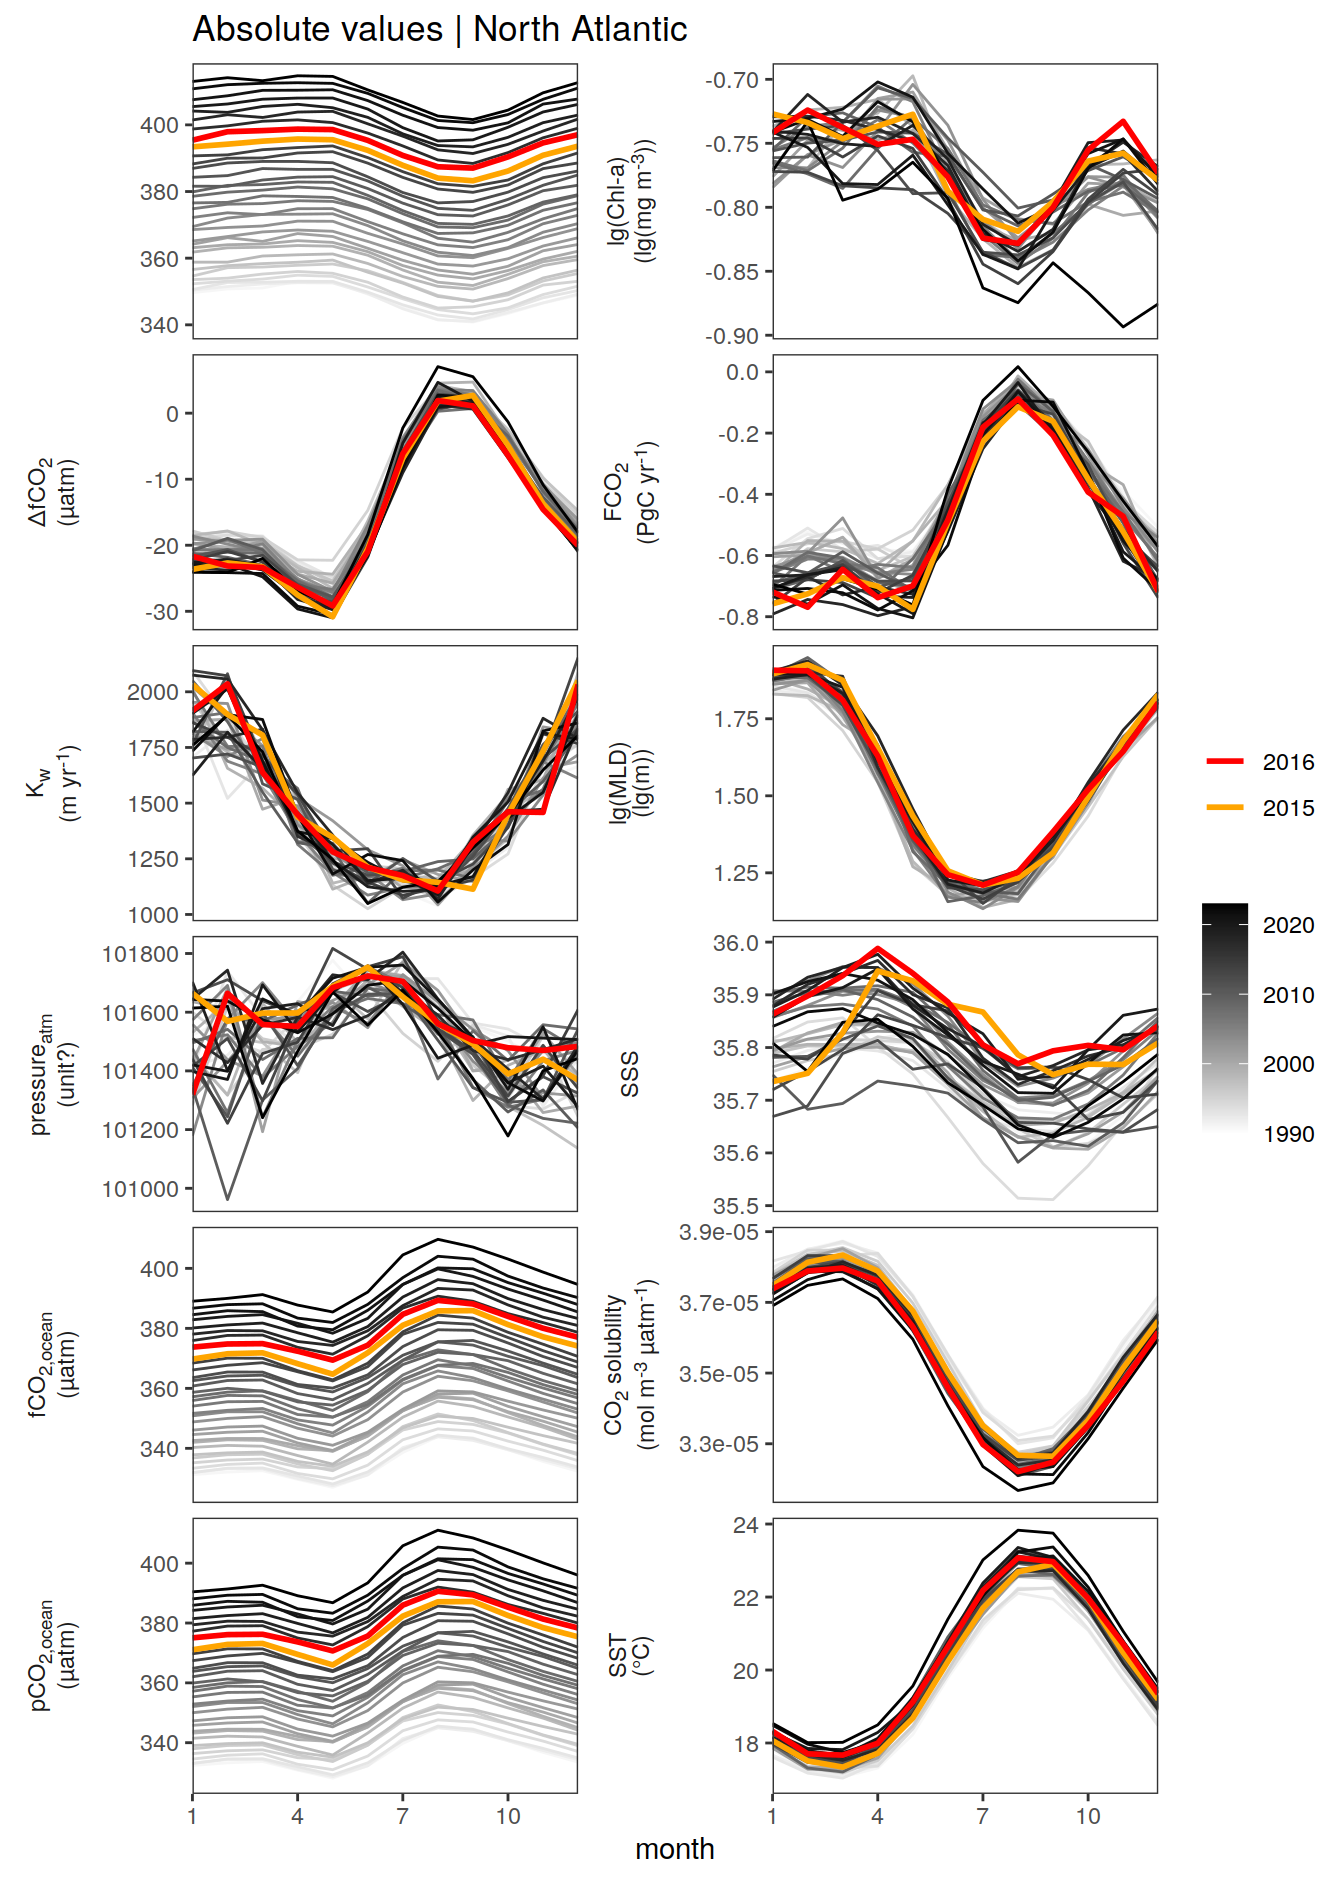 Absolute values | North Atlantic
400
380
360
340
lg(Chl-a)
(lg(mg m⁻³))
-0.70
-0.75
-0.80
-0.85
-0.90
ΔfCO₂
(µatm)
0
-10
-20
-30
FCO₂
(PgC yr⁻¹)
0.0
-0.2
-0.4
-0.6
-0.8
Kw
(m yr⁻¹)
2000
1750
1500
1250
1000
lg(MLD)
(lg(m))
1.75
1.50
1.25
2016
2015
2020
2010
2000
1990
pressureatm
(unit?)
101800
101600
101400
101200
101000
SSS
36.0
35.9
35.8
35.7
35.6
35.5
fCO2,ocean
(µatm)
400
380
360
340
CO₂ solubility
(mol m⁻³ µatm⁻¹)
3.9e-05
3.7e-05
3.5e-05
3.3e-05
pCO2,ocean
(µatm)
400
380
360
340
SST
(°C)
24
22
20
18
1 4 7 10
1 4 7 10
month